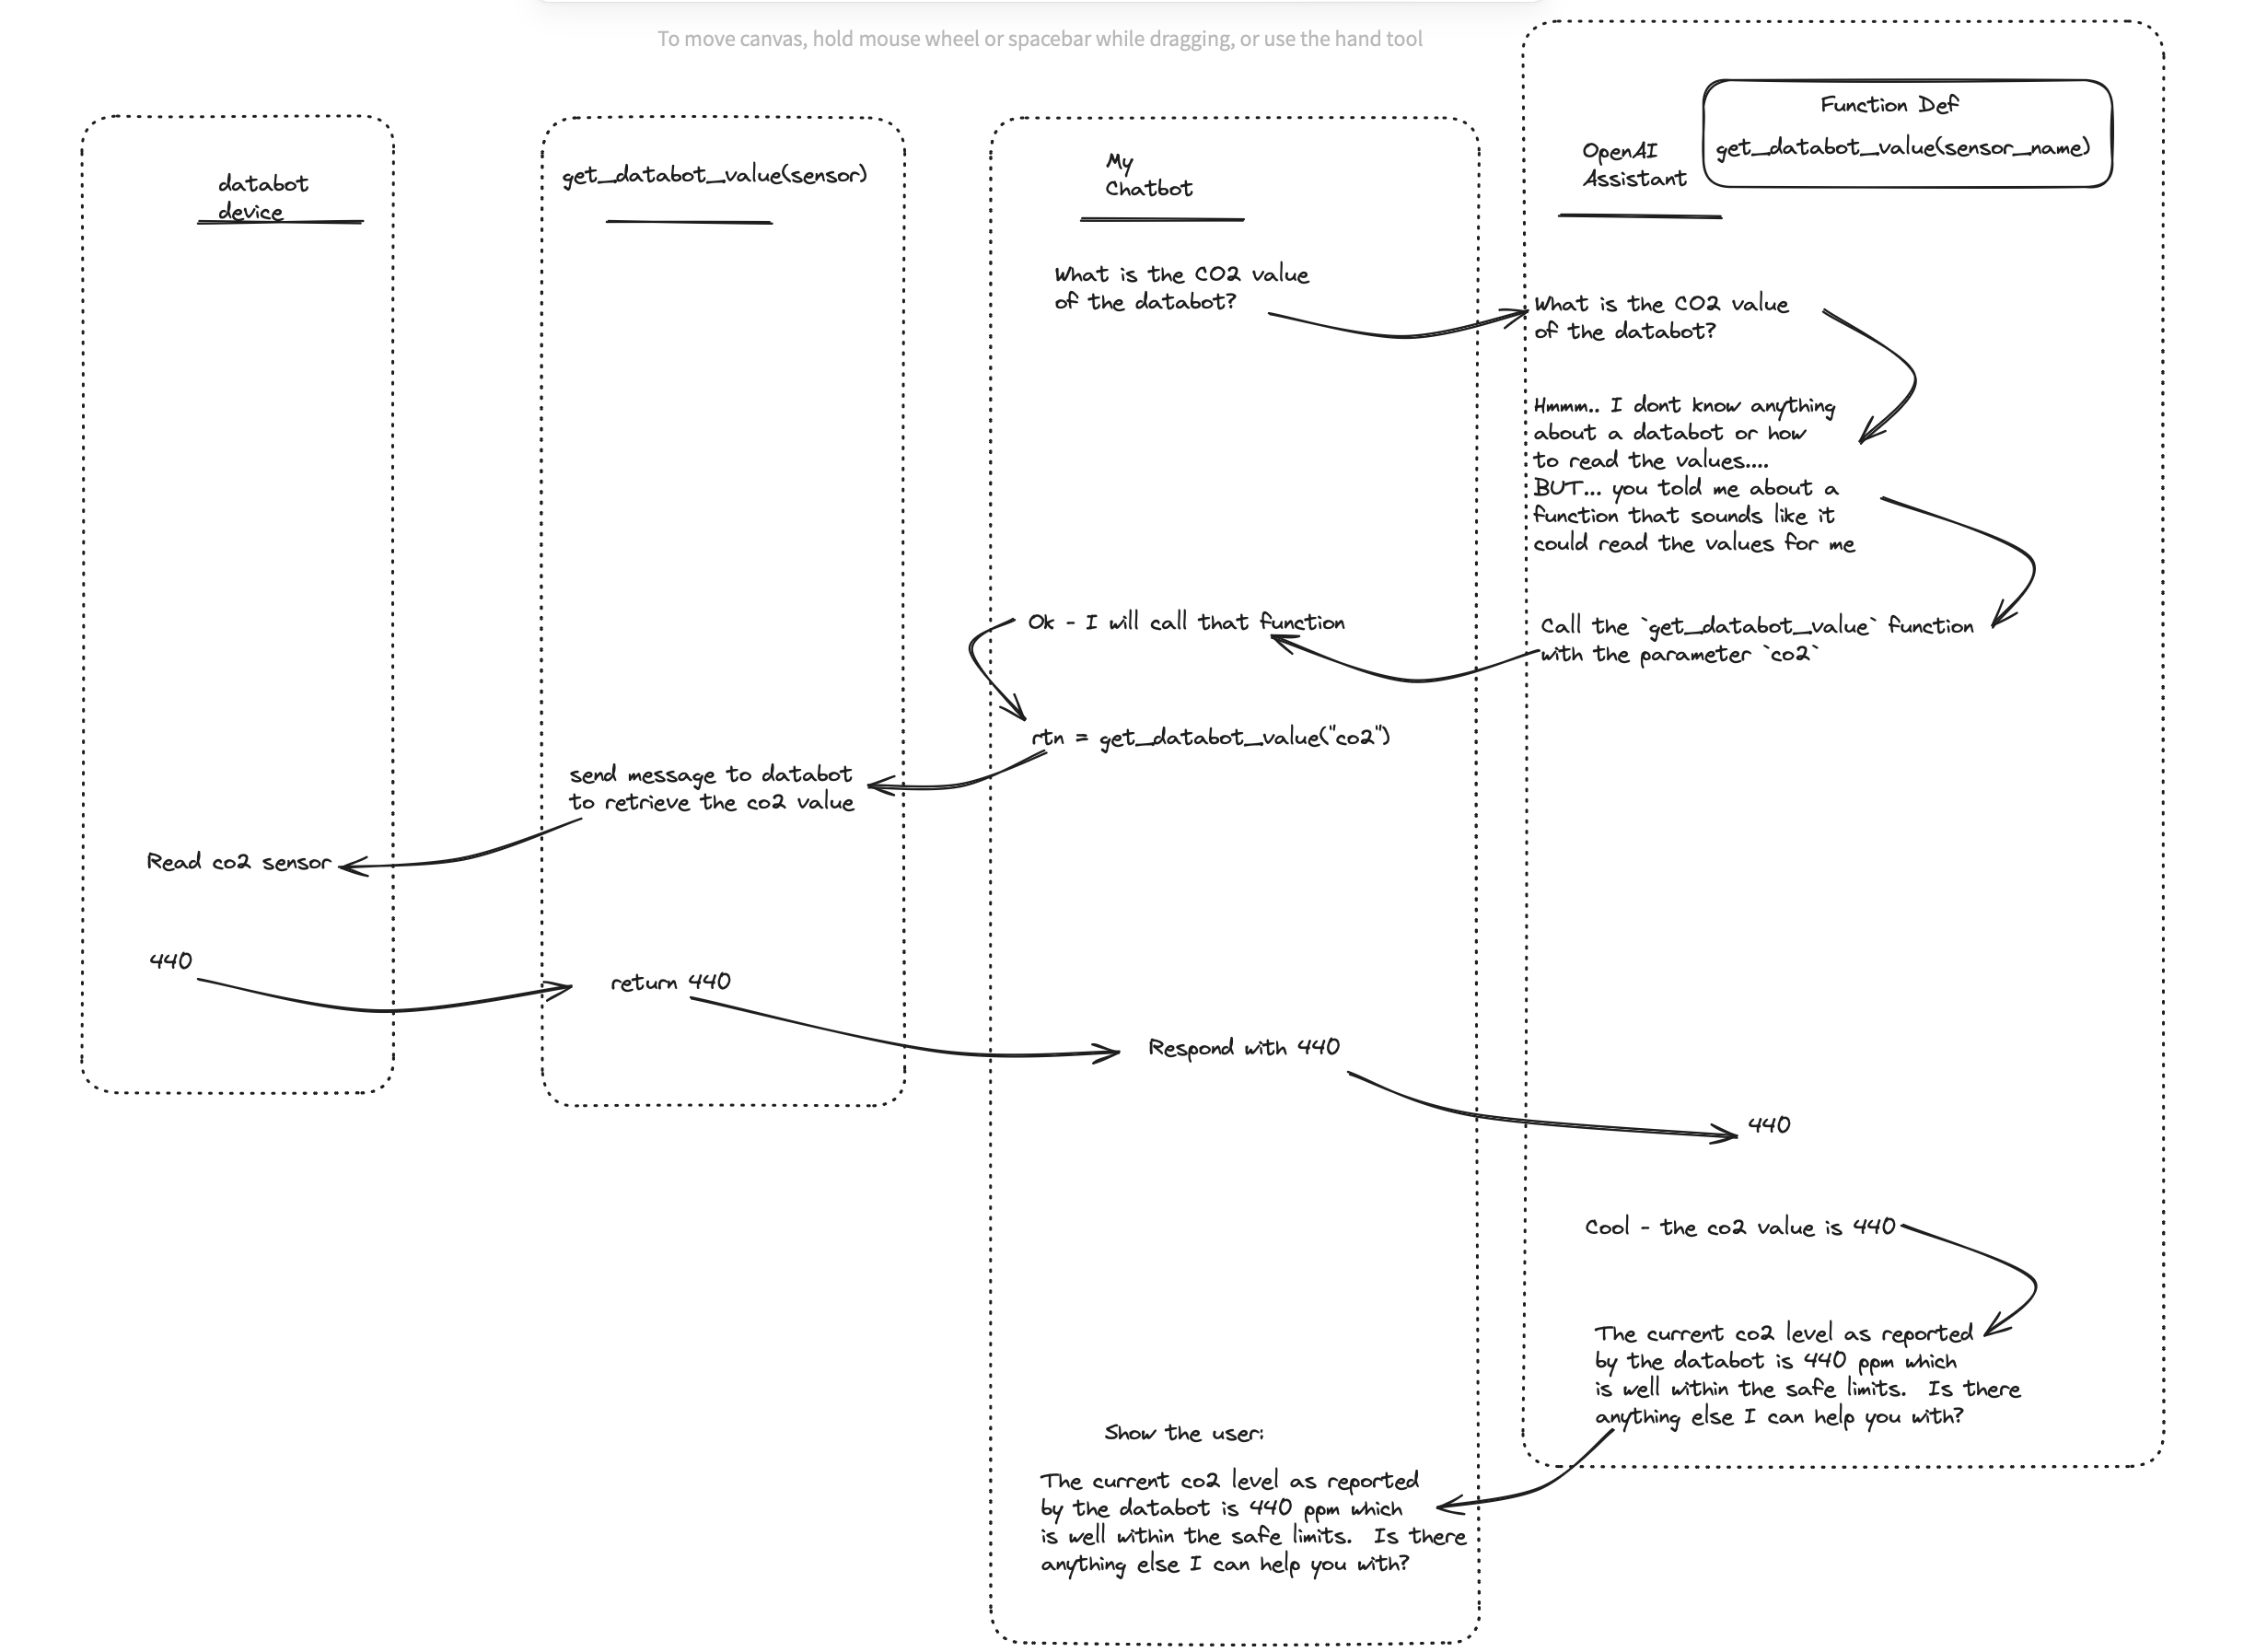 To move canvas, hold mouse wheel or spacebar while dragging, or use the hand tool
databot
device
get_databot_value(sensor)
My
Chatbot
OpenAI
Assistant
Function Def
get_databot_value(sensor_name)
What is the CO2 value
of the databot?
What is the CO2 value
of the databot?
Hmmm.. I dont know anything
about a databot or how
to read the values....
BUT... you told me about a
function that sounds like it
could read the values for me
Call the `get_databot_value` function
with the parameter `co2`
Ok - I will call that function
rtn = get_databot_value("co2")
send message to databot
to retrieve the co2 value
Read co2 sensor
440
return 440
Respond with 440
440
Cool - the co2 value is 440
The current co2 level as reported
by the databot is 440 ppm which
is well within the safe limits.  Is there
anything else I can help you with?
Show the user:
The current co2 level as reported
by the databot is 440 ppm which
is well within the safe limits.  Is there
anything else I can help you with?